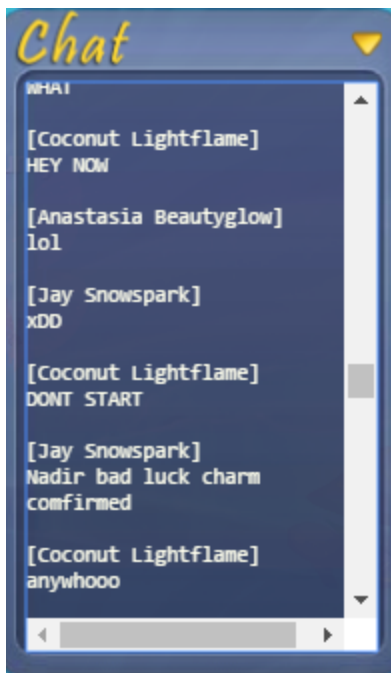 Chat
WHAT
[Coconut Lightflame]
HEY NOW
[Anastasia Beautyglow]
lol
[Jay Snowspark]
xDD
[Coconut Lightflame]
DONT START
[Jay Snowspark]
Nadir bad luck charm
comfirmed
[Coconut Lightflame]
anywhooo